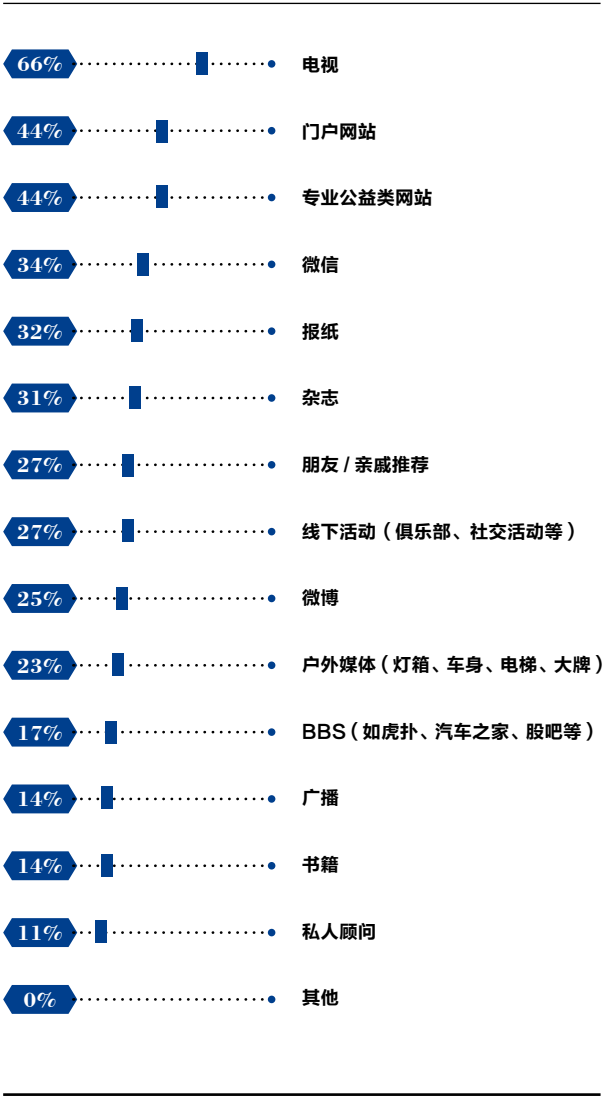 66% 电视
44% 门户网站
44% 专业公益类网站
34% 微信
32% 报纸
31% 杂志
27% 朋友 / 亲戚推荐
27% 线下活动（俱乐部、社交活动等）
25% 微博
23% 户外媒体（灯箱、车身、电梯、大牌）
17% BBS（如虎扑、汽车之家、股吧等）
14% 广播
14% 书籍
11% 私人顾问
0% 其他